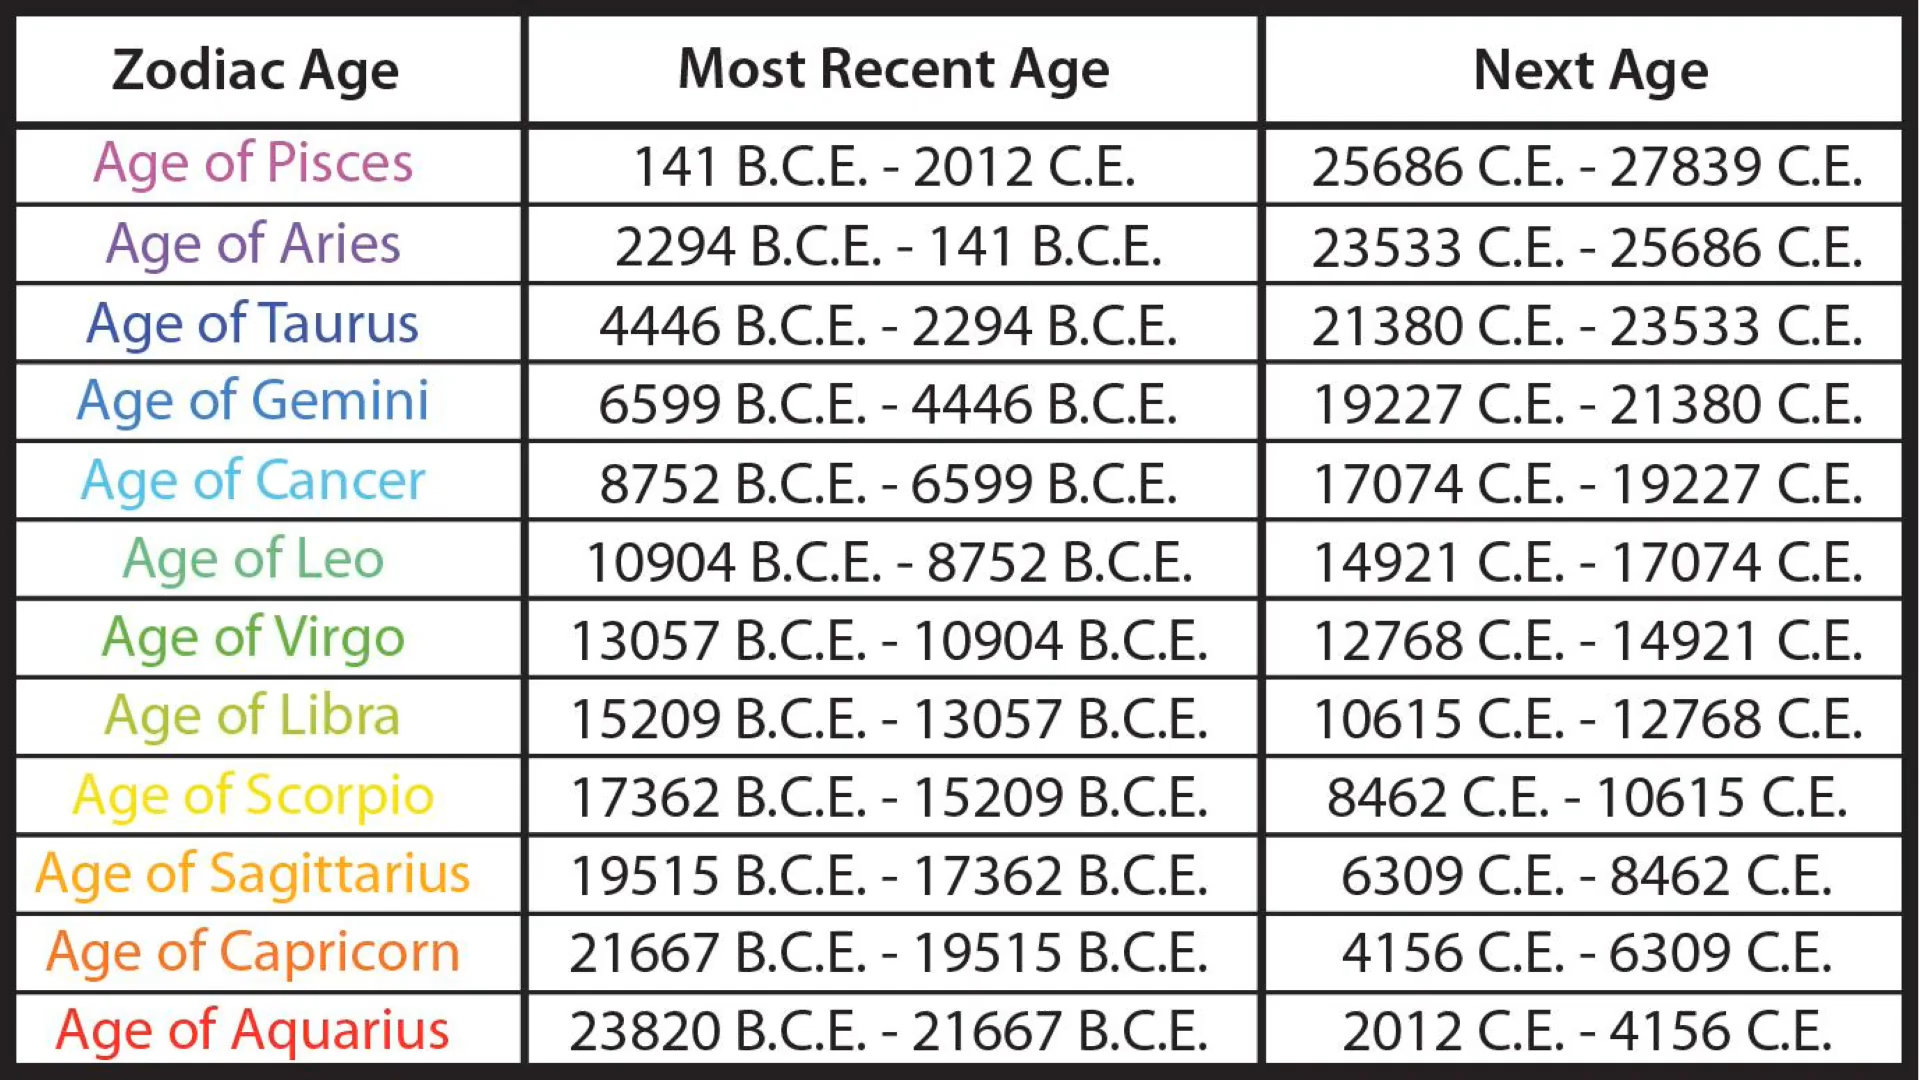 Zodiac Age Most Recent Age Next Age
Age of Pisces 141 B.C.E. - 2012 C.E. 25686 C.E. - 27839 C.E.
Age of Aries 2294 B.C.E. - 141 B.C.E. 23533 C.E. - 25686 C.E.
Age of Taurus 4446 B.C.E. - 2294 B.C.E. 21380 C.E. - 23533 C.E.
Age of Gemini 6599 B.C.E. - 4446 B.C.E. 19227 C.E. - 21380 C.E.
Age of Cancer 8752 B.C.E. - 6599 B.C.E. 17074 C.E. - 19227 C.E.
Age of Leo 10904 B.C.E. - 8752 B.C.E. 14921 C.E. - 17074 C.E.
Age of Virgo 13057 B.C.E. - 10904 B.C.E. 12768 C.E. - 14921 C.E.
Age of Libra 15209 B.C.E. - 13057 B.C.E. 10615 C.E. - 12768 C.E.
Age of Scorpio 17362 B.C.E. - 15209 B.C.E. 8462 C.E. - 10615 C.E.
Age of Sagittarius 19515 B.C.E. - 17362 B.C.E. 6309 C.E. - 8462 C.E.
Age of Capricorn 21667 B.C.E. - 19515 B.C.E. 4156 C.E. - 6309 C.E.
Age of Aquarius 23820 B.C.E. - 21667 B.C.E. 2012 C.E. - 4156 C.E.